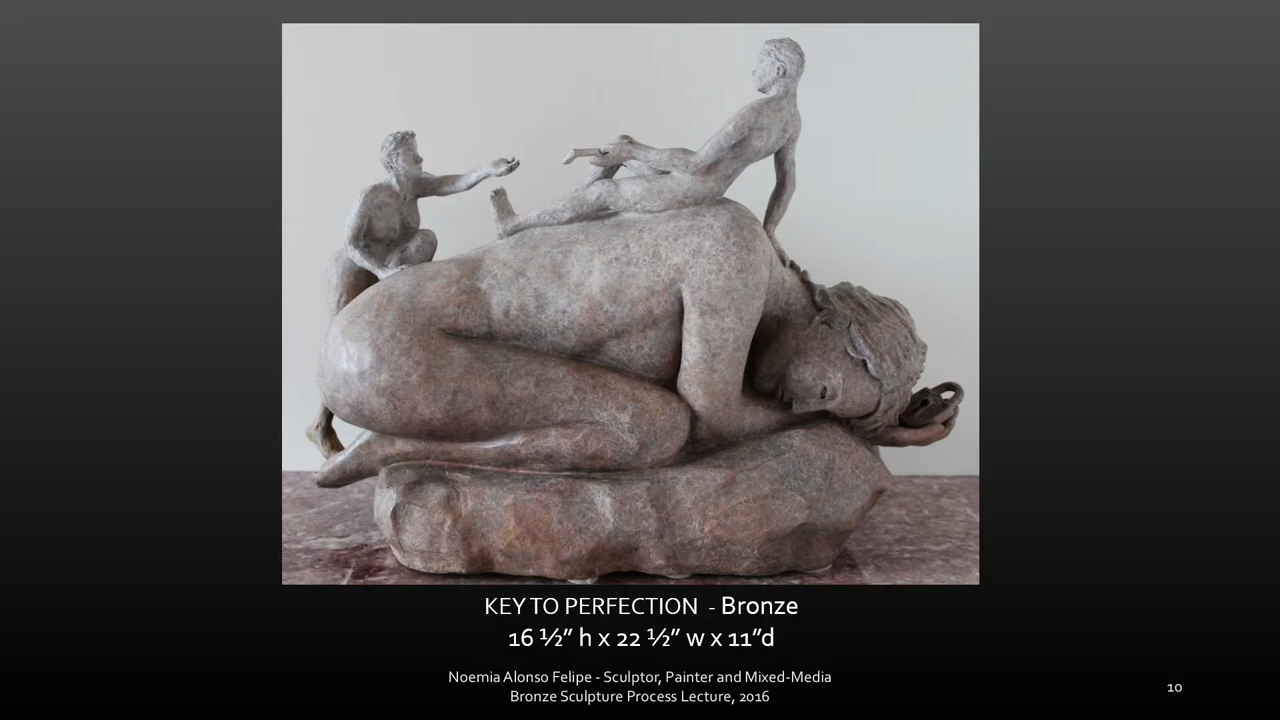 KEY TO PERFECTION - Bronze
16 ½” h x 22 ½” w x 11”d
Noemia Alonso Felipe - Sculptor, Painter and Mixed-Media
Bronze Sculpture Process Lecture, 2016
10